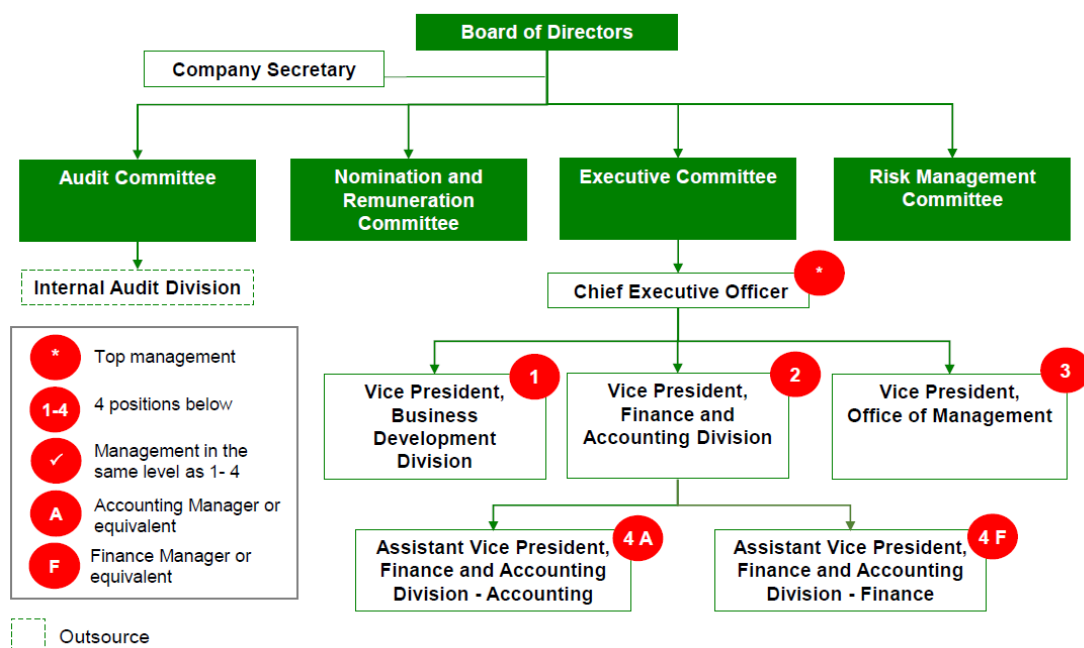 Board of Directors
Company Secretary
Audit Committee
Nomination and
Remuneration
Committee
Executive Committee
Risk Management
Committee
Internal Audit Division
Chief Executive Officer
*
Vice President,
Business
Development
Division
1
Vice President,
Finance and
Accounting Division
2
Vice President,
Office of Management
3
Assistant Vice President,
Finance and Accounting
Division - Accounting
4 A
Assistant Vice President,
Finance and Accounting
Division - Finance
4 F
*
Top management
1-4
4 positions below
✓
Management in the
same level as 1- 4
A
Accounting Manager or
equivalent
F
Finance Manager or
equivalent
Outsource